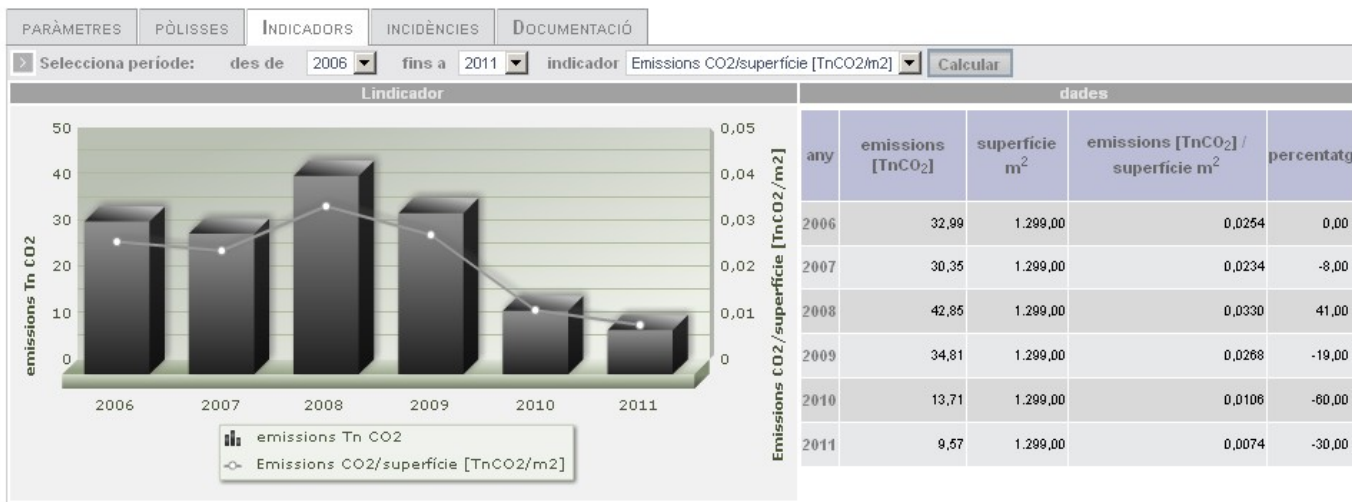 PARÀMETRES PÒLISSES INDICADORS INCIDÈNCIES DOCUMENTACIÓ
Selecciona període: des de 2006 fins a 2011 indicador Emissions CO2/superfície [TnCO2/m2] Calcular
Lindicador
dades
50
40
30
20
10
0
emissions Tn CO2
0,05
0,04
0,03
0,02
0,01
0
Emissions CO2/superfície [TnCO2/m2]
2006 2007 2008 2009 2010 2011
emissions Tn CO2
Emissions CO2/superfície [TnCO2/m2]
any emissions [TnCO2] superfície m2 emissions [TnCO2] / superfície m2 percentatg
2006 32,99 1.299,00 0,0254 0,00
2007 30,35 1.299,00 0,0234 -8,00
2008 42,85 1.299,00 0,0330 41,00
2009 34,81 1.299,00 0,0268 -19,00
2010 13,71 1.299,00 0,0106 -60,00
2011 9,57 1.299,00 0,0074 -30,00